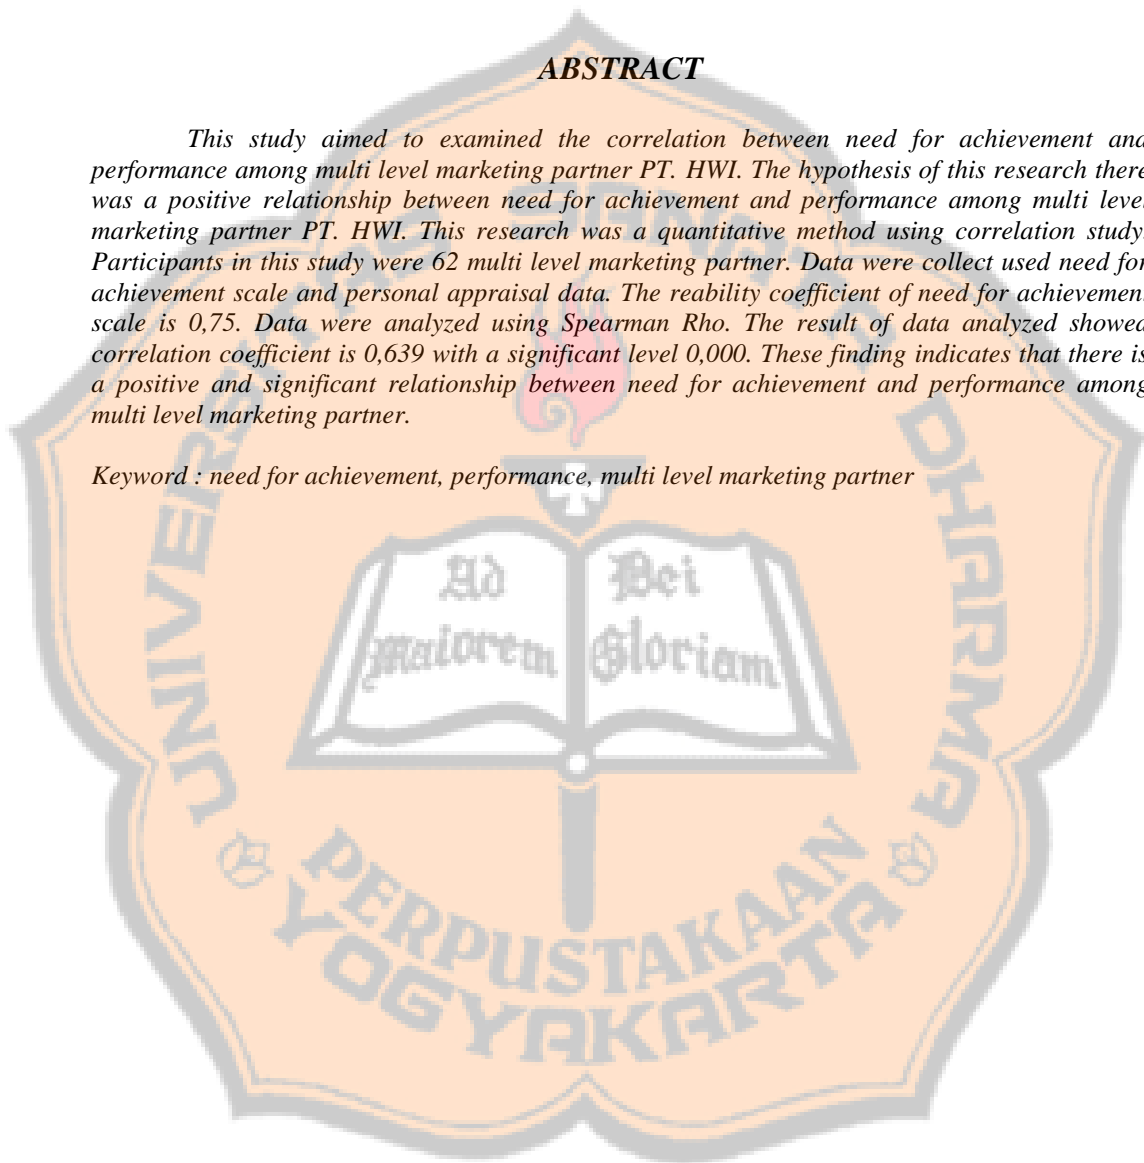 ABSTRACT
This study aimed to examined the correlation between need for achievement and
performance among multi level marketing partner PT. HWI. The hypothesis of this research there
was a positive relationship between need for achievement and performance among multi level
marketing partner PT. HWI. This research was a quantitative method using correlation study.
Participants in this study were 62 multi level marketing partner. Data were collect used need for
achievement scale and personal appraisal data. The reability coefficient of need for achievement
scale is 0,75. Data were analyzed using Spearman Rho. The result of data analyzed showed
correlation coefficient is 0,639 with a significant level 0,000. These finding indicates that there is
a positive and significant relationship between need for achievement and performance among
multi level marketing partner.
Keyword : need for achievement, performance, multi level marketing partner
UNIVERSITAS SANATA DHARMA
Ad
Maiorem
Dei
Gloriam
PERPUSTAKAAN
YOGYAKARTA